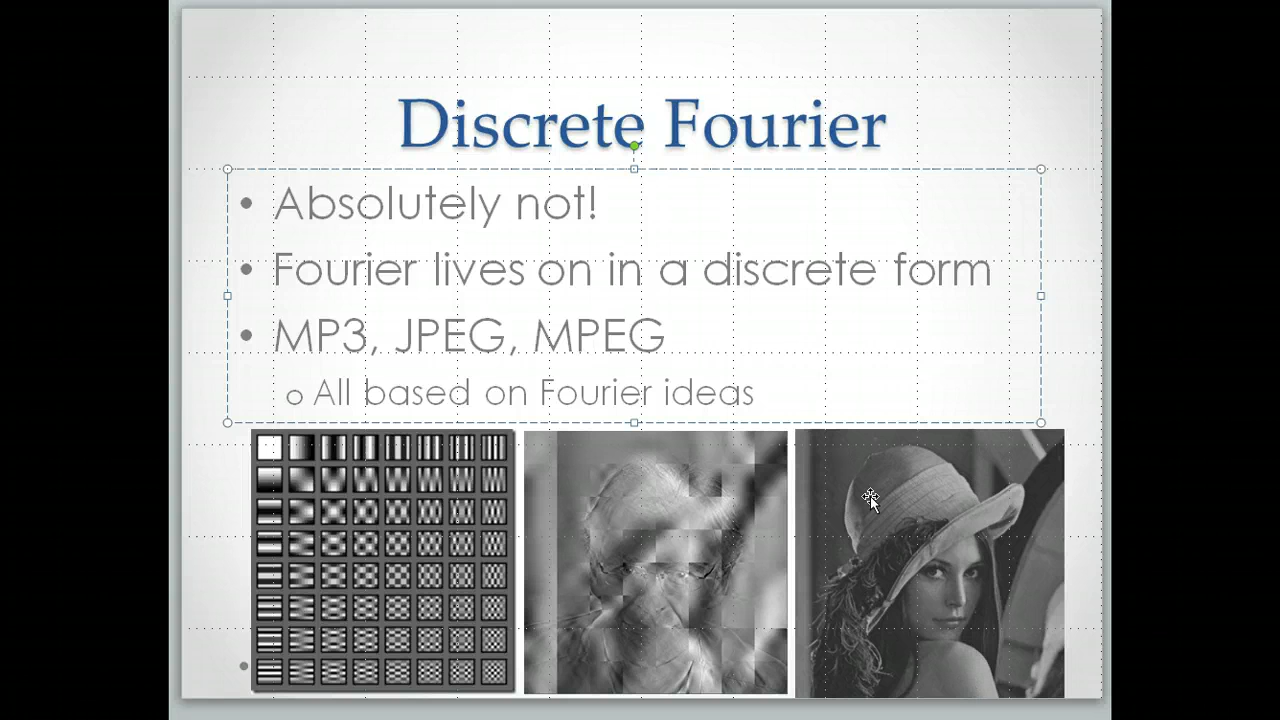 Discrete Fourier
• Absolutely not!
• Fourier lives on in a discrete form
• MP3, JPEG, MPEG
o All based on Fourier ideas